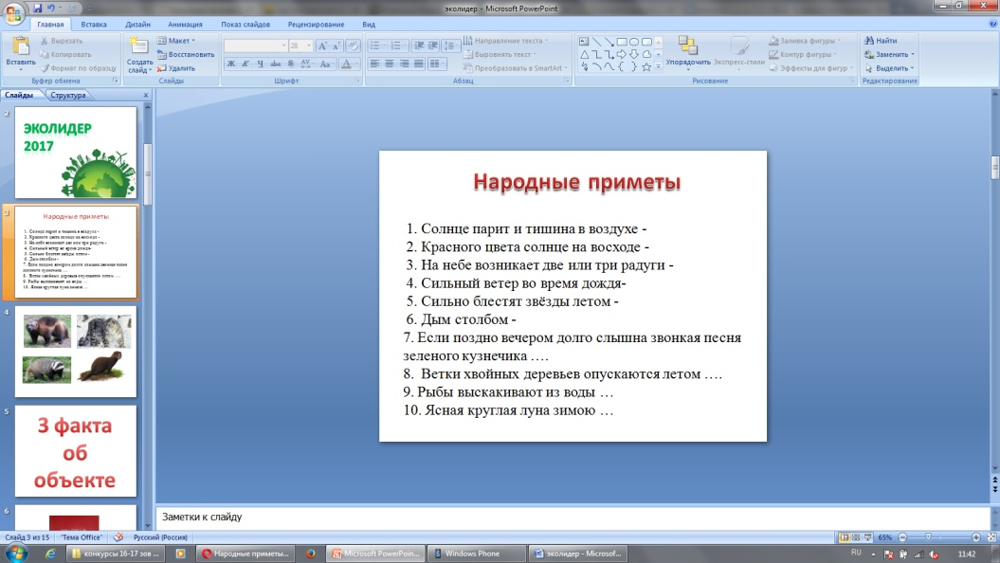 эколидер - Microsoft PowerPoint
Главная Вставка Дизайн Анимация Показ слайдов Рецензирование Вид
Вставить
Вырезать
Копировать
Формат по образцу
Буфер обмена
Создать слайд
Макет
Восстановить
Удалить
Слайды
28
Ж К Ч abc S AV Aa A
Шрифт
Направление текста
Выровнять текст
Преобразовать в SmartArt
Абзац
Упорядочить
Экспресс-стили
Заливка фигуры
Контур фигуры
Эффекты для фигур
Рисование
Найти
Заменить
Выделить
Редактирование
Слайды Структура
2
ЭКОЛИДЕР
2017
3
Народные приметы
1. Солнце парит и тишина в воздухе -
2. Красного цвета солнце на восходе -
3. На небе возникает две или три радуги -
4. Сильный ветер во время дождя-
5. Сильно блестят звёзды летом -
6. Дым столбом -
7. Если поздно вечером долго слышна звонкая песня
зеленого кузнечика ….
8. Ветки хвойных деревьев опускаются летом ….
9. Рыбы выскакивают из воды …
10. Ясная круглая луна зимою …
4
5
3 факта
об
объекте
6
Народные приметы
1. Солнце парит и тишина в воздухе -
2. Красного цвета солнце на восходе -
3. На небе возникает две или три радуги -
4. Сильный ветер во время дождя-
5. Сильно блестят звёзды летом -
6. Дым столбом -
7. Если поздно вечером долго слышна звонкая песня
зеленого кузнечика ….
8. Ветки хвойных деревьев опускаются летом ….
9. Рыбы выскакивают из воды …
10. Ясная круглая луна зимою …
Заметки к слайду
Слайд 3 из 15 "Тема Office" Русский (Россия) 65%
конкурсы 16-17 зов ... Народные приметы... Microsoft PowerPoin... Windows Phone эколидер - Microsof... RU 11:42